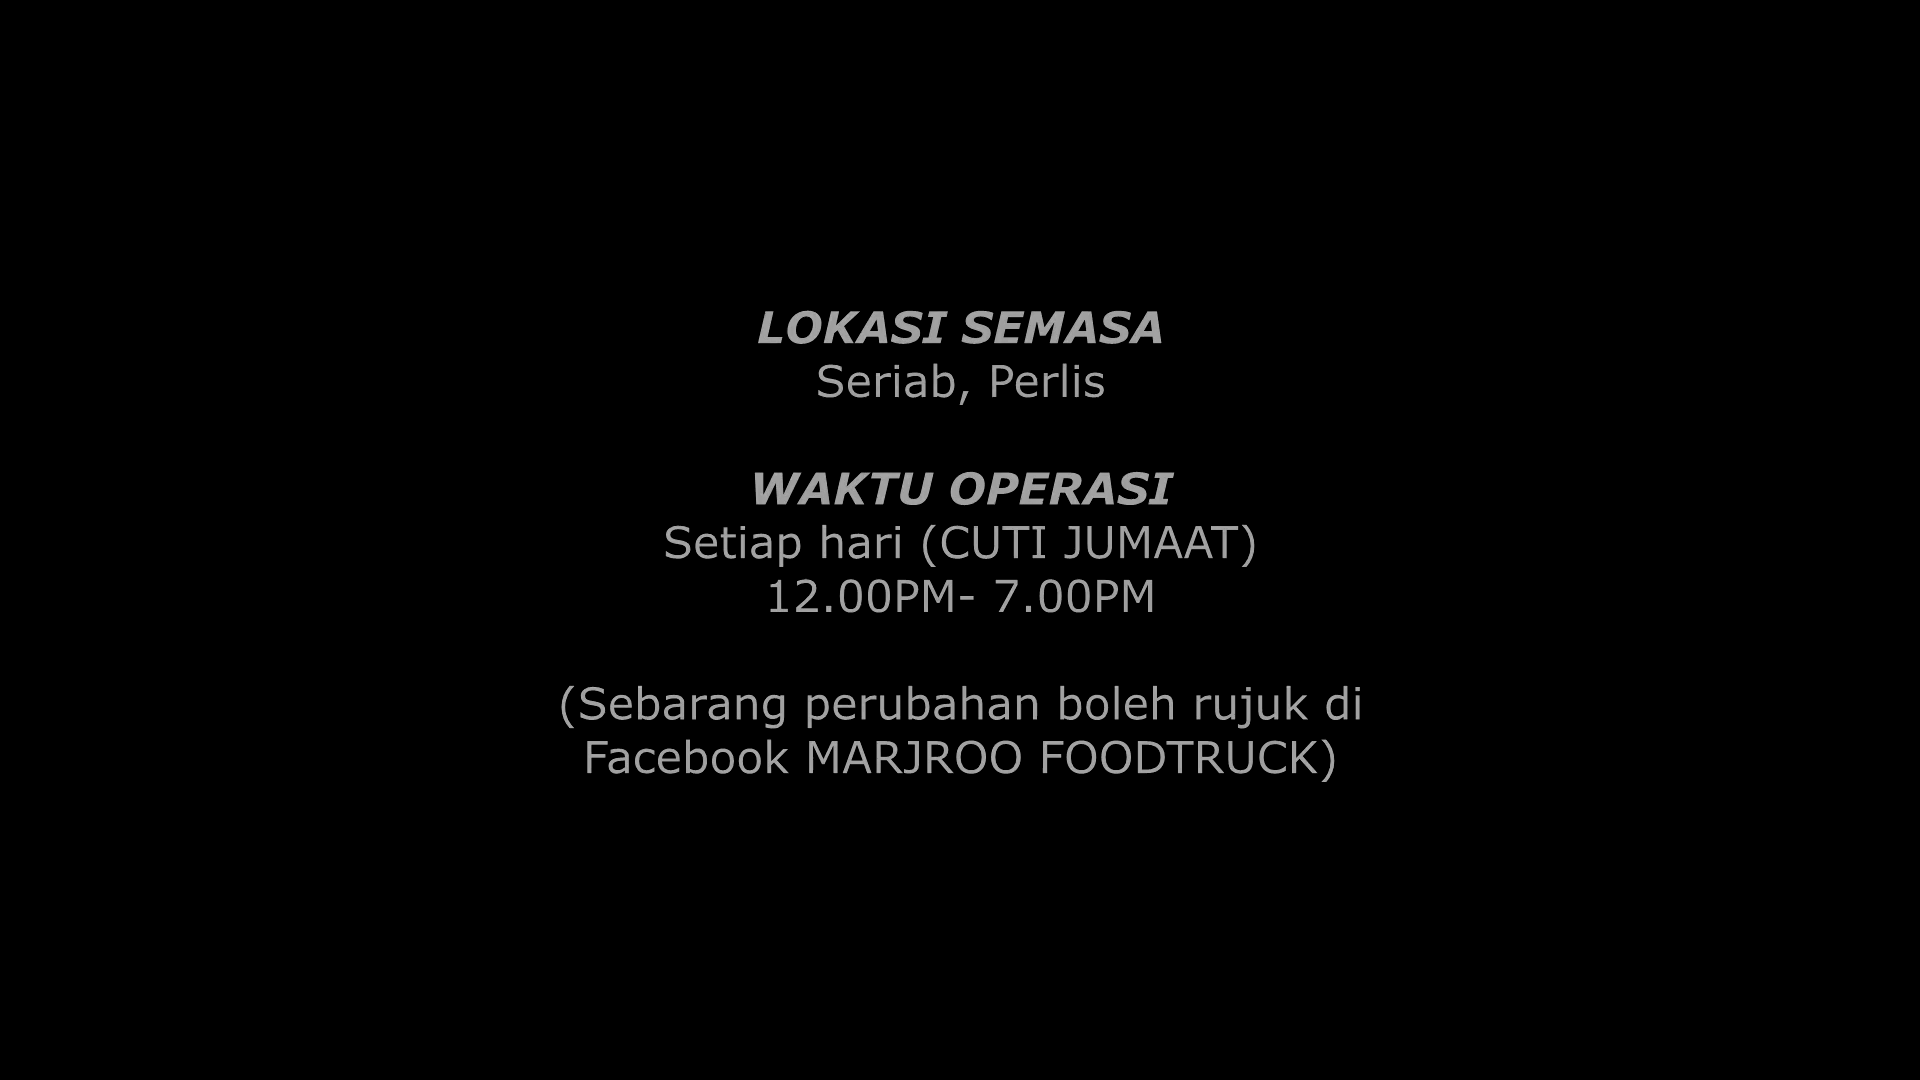 LOKASI SEMASA
Seriab, Perlis
WAKTU OPERASI
Setiap hari (CUTI JUMAAT)
12.00PM- 7.00PM
(Sebarang perubahan boleh rujuk di
Facebook MARJROO FOODTRUCK)